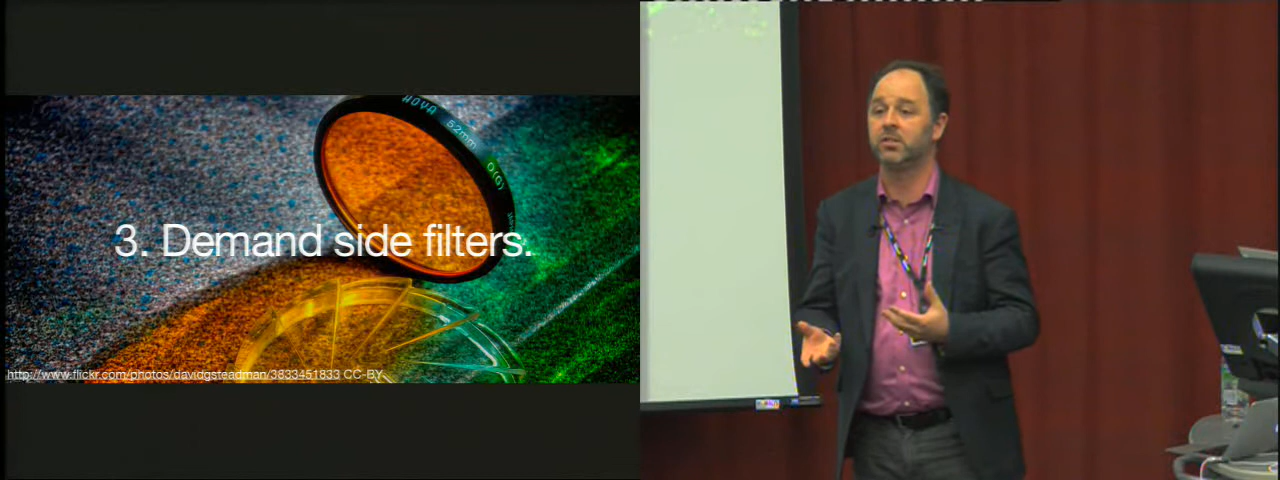 HOYA
52mm
O(G)
3. Demand side filters.
http://www.flickr.com/photos/davidgsteadman/3833451833 CC-BY